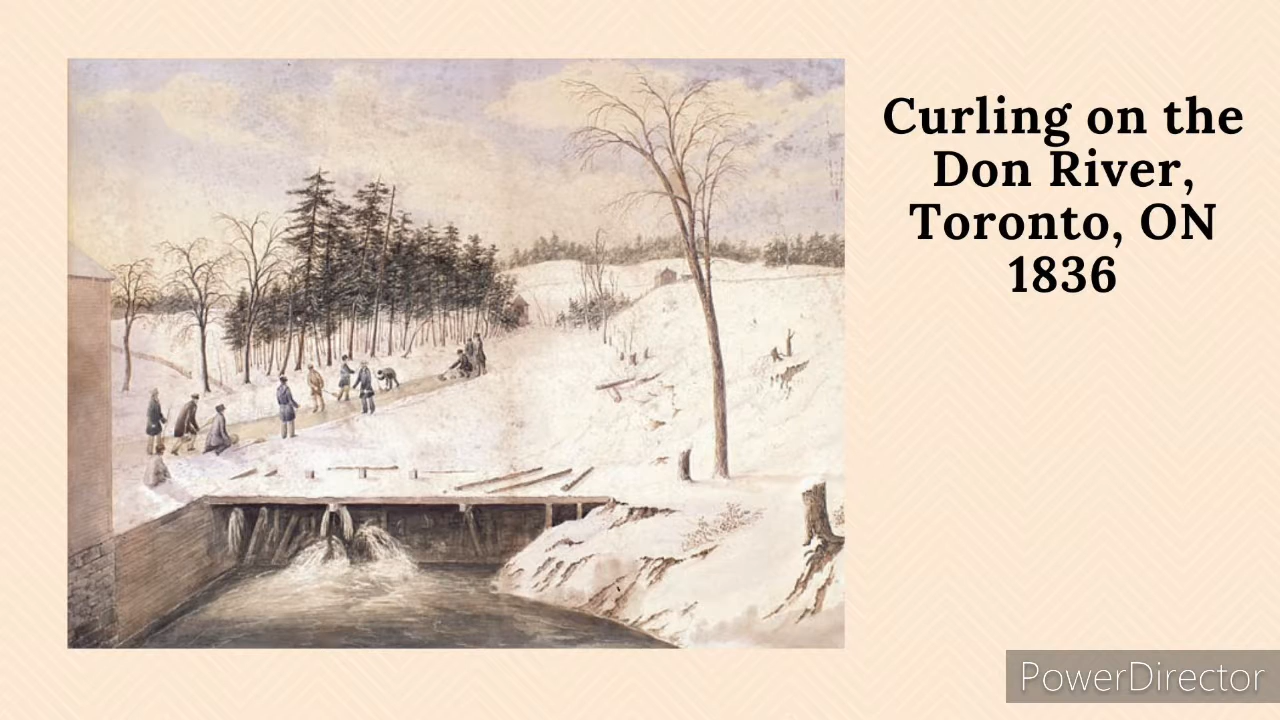 Curling on the
Don River,
Toronto, ON
1836
PowerDirector